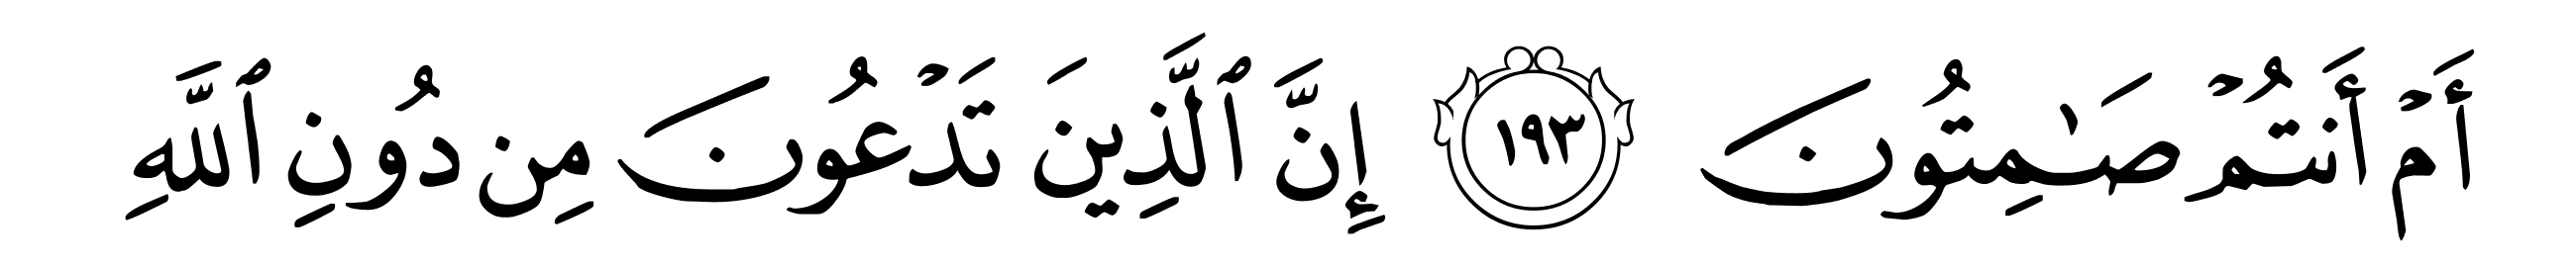 أَمْ أَنتُمْ صَـٰمِتُونَ ١٩٣ إِنَّ ٱلَّذِينَ تَدْعُونَ مِن دُونِ ٱللَّهِ